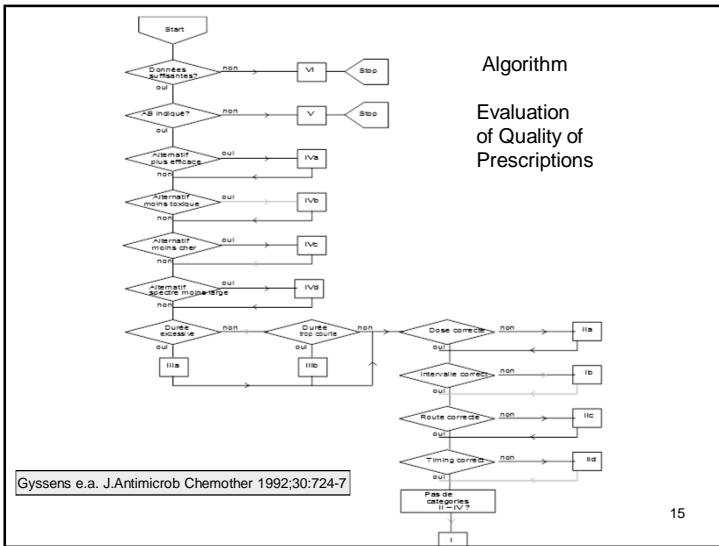 Start
Données
suffisantes?
non
VI
Stop
oui
AB indiqué?
non
V
Stop
oui
Alternatif
plus efficace
oui
IVa
non
Alternatif
moins toxique
oui
IVb
non
Alternatif
moins cher
oui
IVc
non
Alternatif
spectre moins large
oui
IVd
non
Durée
excessive
non
Durée
trop courte
non
Dose correcte
non
IIa
oui
oui
oui
IIIa
IIIb
Intervalle correct
non
Ib
oui
Route correcte
non
IIc
oui
Timing correct
non
IId
oui
Pas de
catégories
II - IV ?
I
Algorithm
Evaluation
of Quality of
Prescriptions
Gyssens e.a. J.Antimicrob Chemother 1992;30:724-7
15